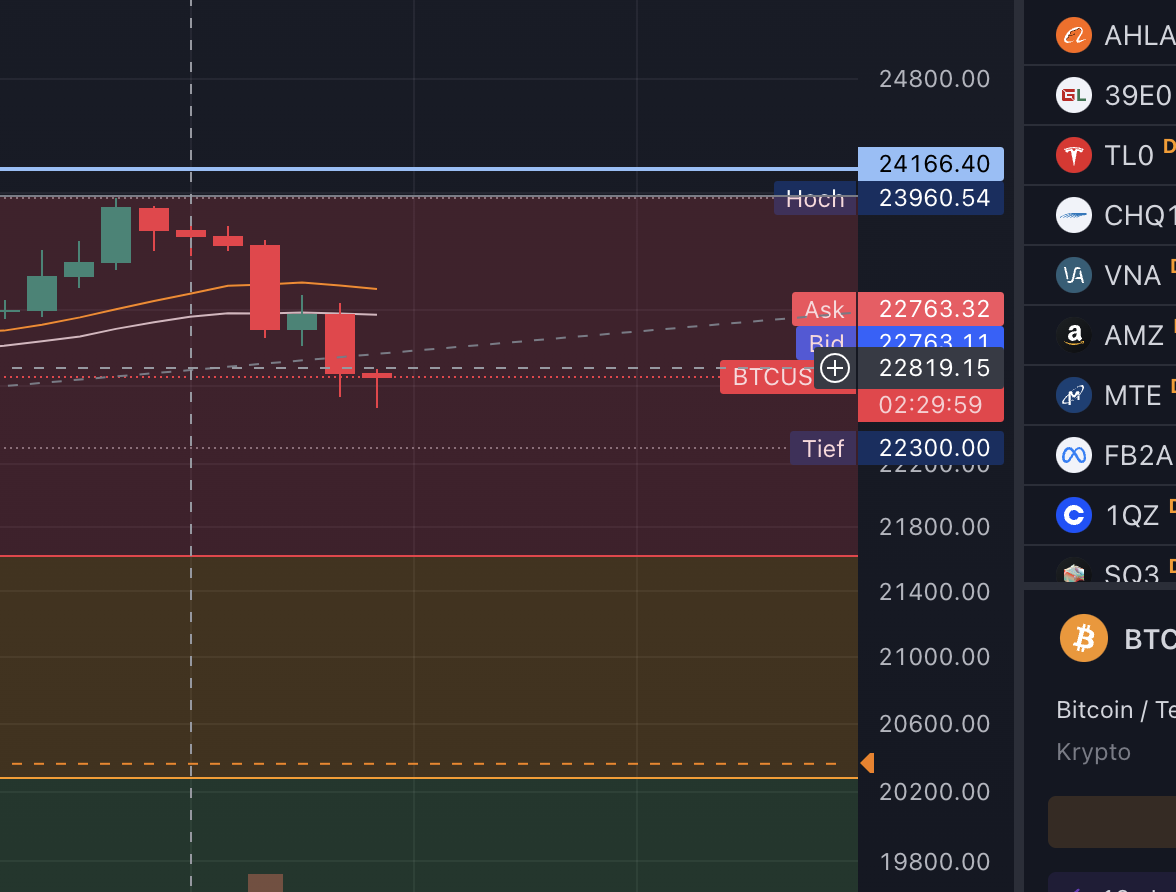 24800.00
24166.40
Hoch 23960.54
Ask 22763.32
Bid 22763.11
22819.15
BTCUS
02:29:59
Tief 22300.00
22200.00
21800.00
21400.00
21000.00
20600.00
20200.00
19800.00
AHLA
39E0
TL0 D
CHQ1
VNA
AMZ
MTE
FB2A
1QZ
SQ3
BTC
Bitcoin / Te
Krypto